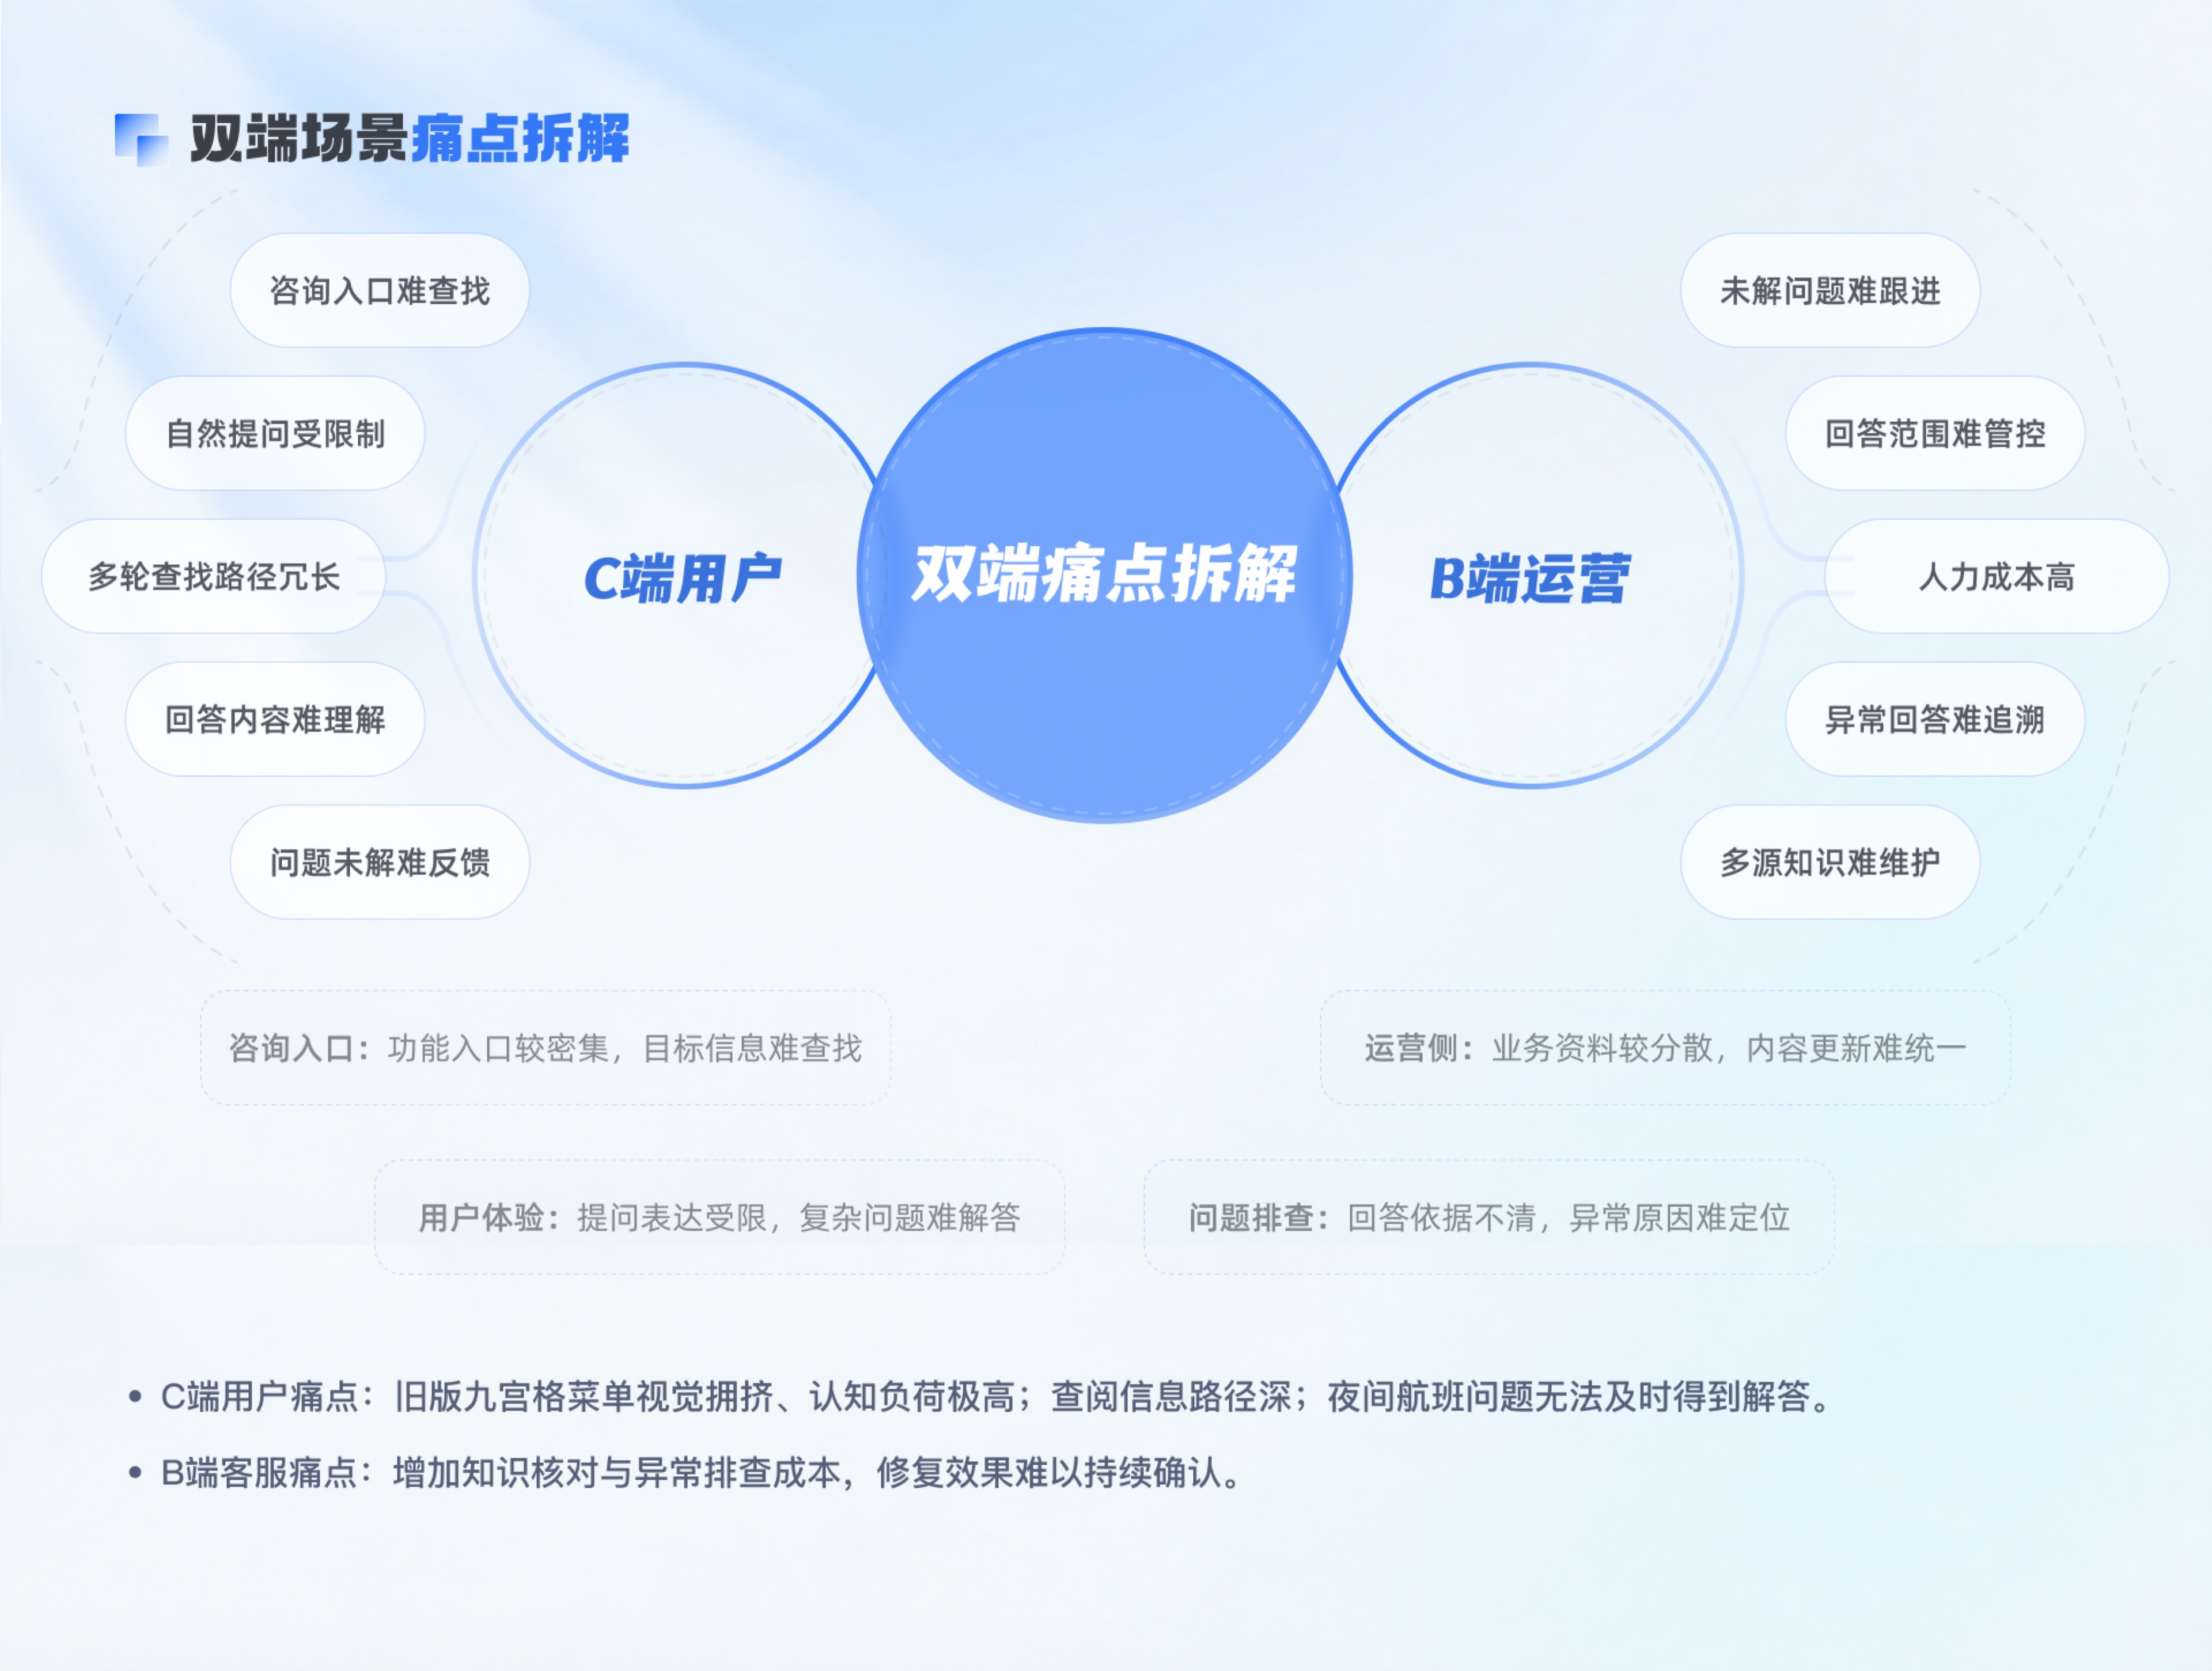 双端场景痛点拆解
咨询入口难查找
自然提问受限制
多轮查找路径冗长
回答内容难理解
问题未解难反馈
C端用户
双端痛点拆解
B端运营
未解问题难跟进
回答范围难管控
人力成本高
异常回答难追溯
多源知识难维护
咨询入口：功能入口较密集，目标信息难查找
运营侧：业务资料较分散，内容更新难统一
用户体验：提问表达受限，复杂问题难解答
问题排查：回答依据不清，异常原因难定位
• C端用户痛点：旧版九宫格菜单视觉拥挤、认知负荷极高；查阅信息路径深；夜间航班问题无法及时得到解答。
• B端客服痛点：增加知识核对与异常排查成本，修复效果难以持续确认。